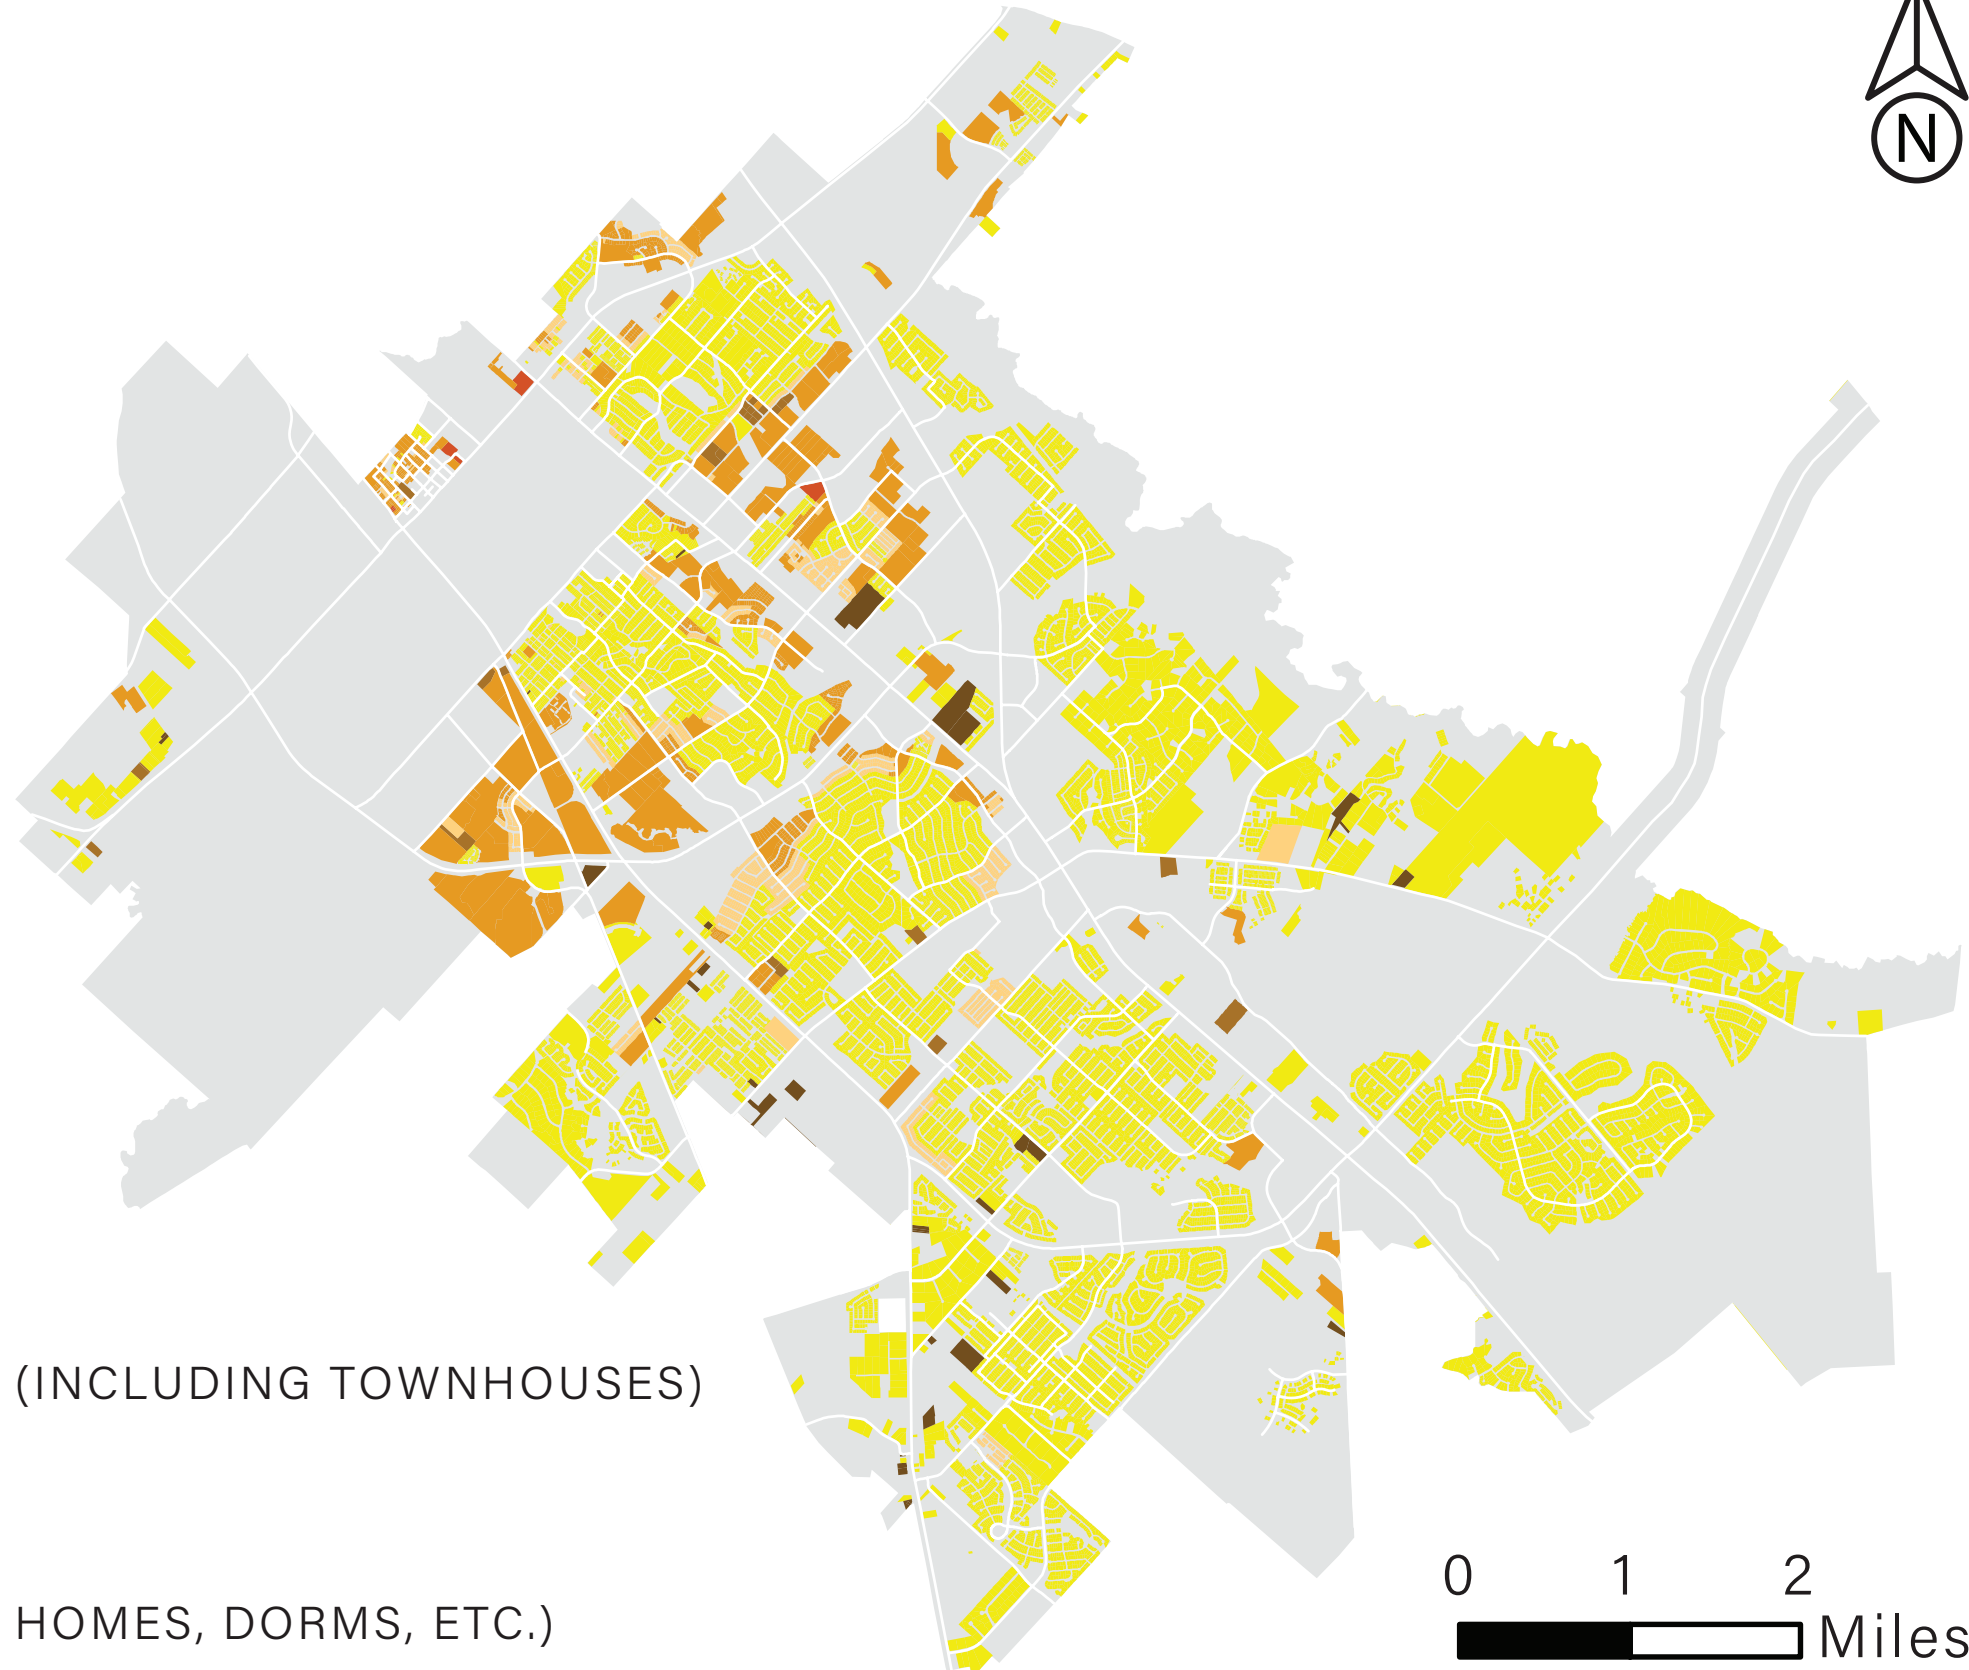 N
(INCLUDING TOWNHOUSES)
0 1 2
HOMES, DORMS, ETC.)
Miles